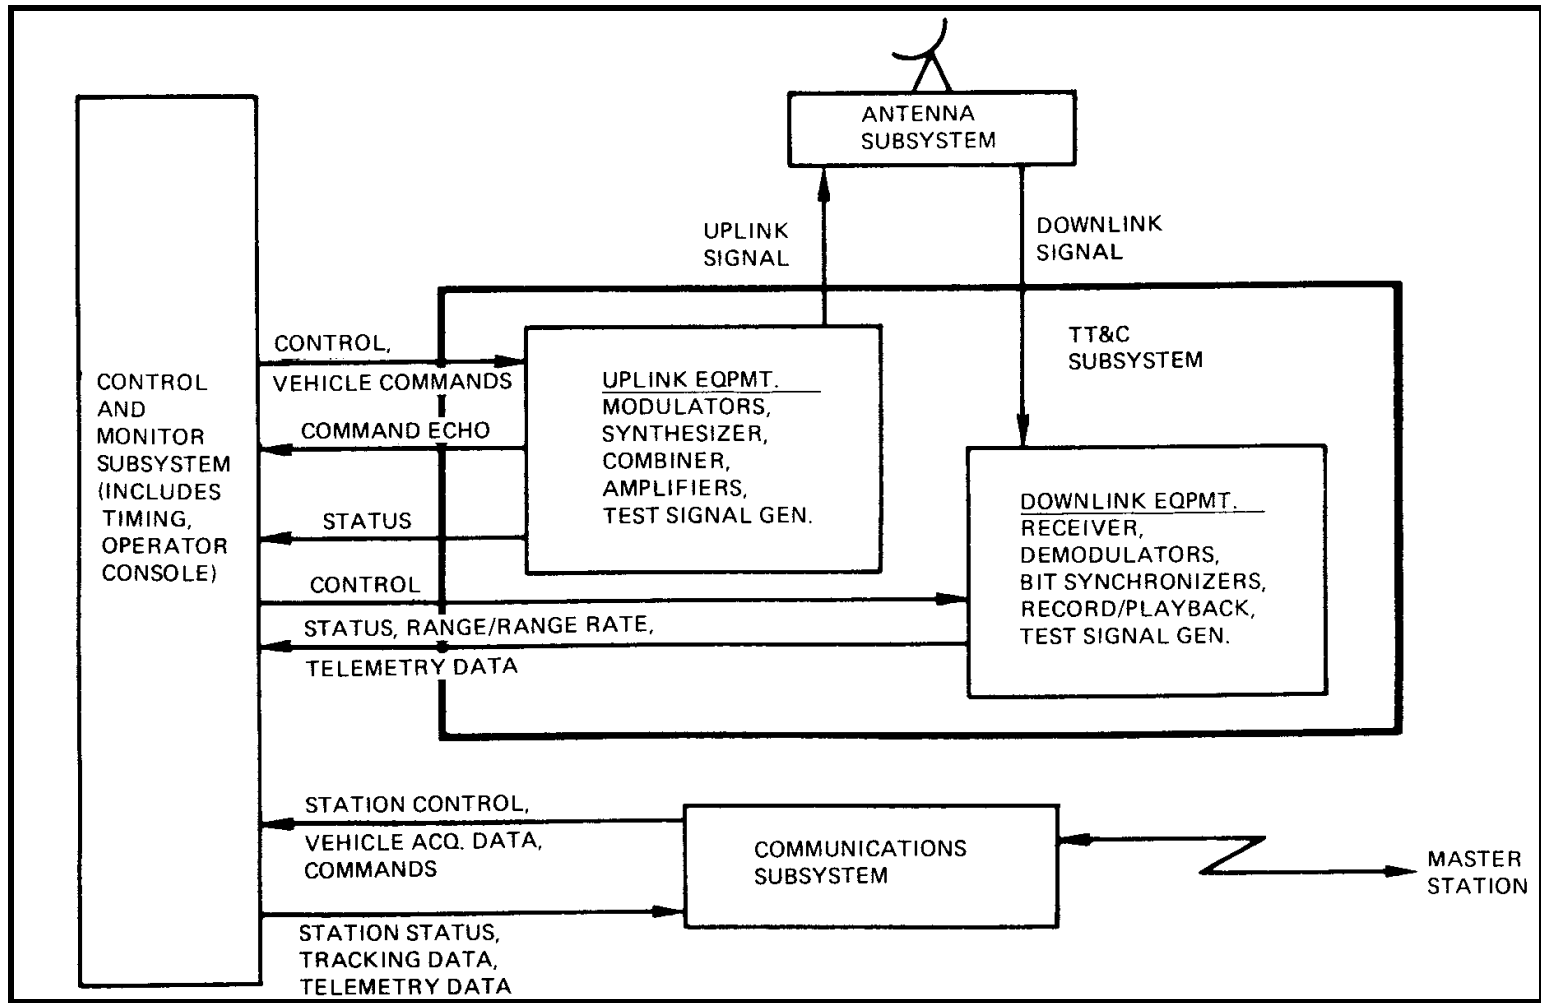 ANTENNA
SUBSYSTEM
UPLINK
SIGNAL
DOWNLINK
SIGNAL
TT&C
SUBSYSTEM
CONTROL
AND
MONITOR
SUBSYSTEM
(INCLUDES
TIMING,
OPERATOR
CONSOLE)
CONTROL,
VEHICLE COMMANDS
COMMAND ECHO
STATUS
CONTROL
STATUS, RANGE/RANGE RATE,
TELEMETRY DATA
UPLINK EQPMT.
MODULATORS,
SYNTHESIZER,
COMBINER,
AMPLIFIERS,
TEST SIGNAL GEN.
DOWNLINK EQPMT.
RECEIVER,
DEMODULATORS,
BIT SYNCHRONIZERS,
RECORD/PLAYBACK,
TEST SIGNAL GEN.
STATION CONTROL,
VEHICLE ACQ. DATA,
COMMANDS
STATION STATUS,
TRACKING DATA,
TELEMETRY DATA
COMMUNICATIONS
SUBSYSTEM
MASTER
STATION